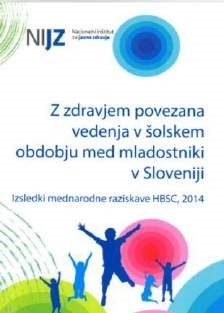 NIJZ
Nacionalni inštitut
za javno zdravje
Z zdravjem povezana
vedenja v šolskem
obdobju med mladostniki
v Sloveniji
Izsledki mednarodne raziskave HBSC, 2014